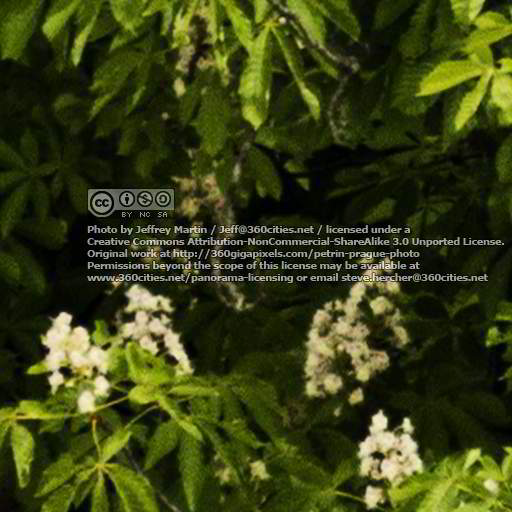 cc BY NC SA
Photo by Jeffrey Martin / Jeff@360cities.net / licensed under a
Creative Commons Attribution-NonCommercial-ShareAlike 3.0 Unported License.
Original work at http://360gigapixels.com/petrin-prague-photo
Permissions beyond the scope of this license may be available at
www.360cities.net/panorama-licensing or email steve.hercher@360cities.net